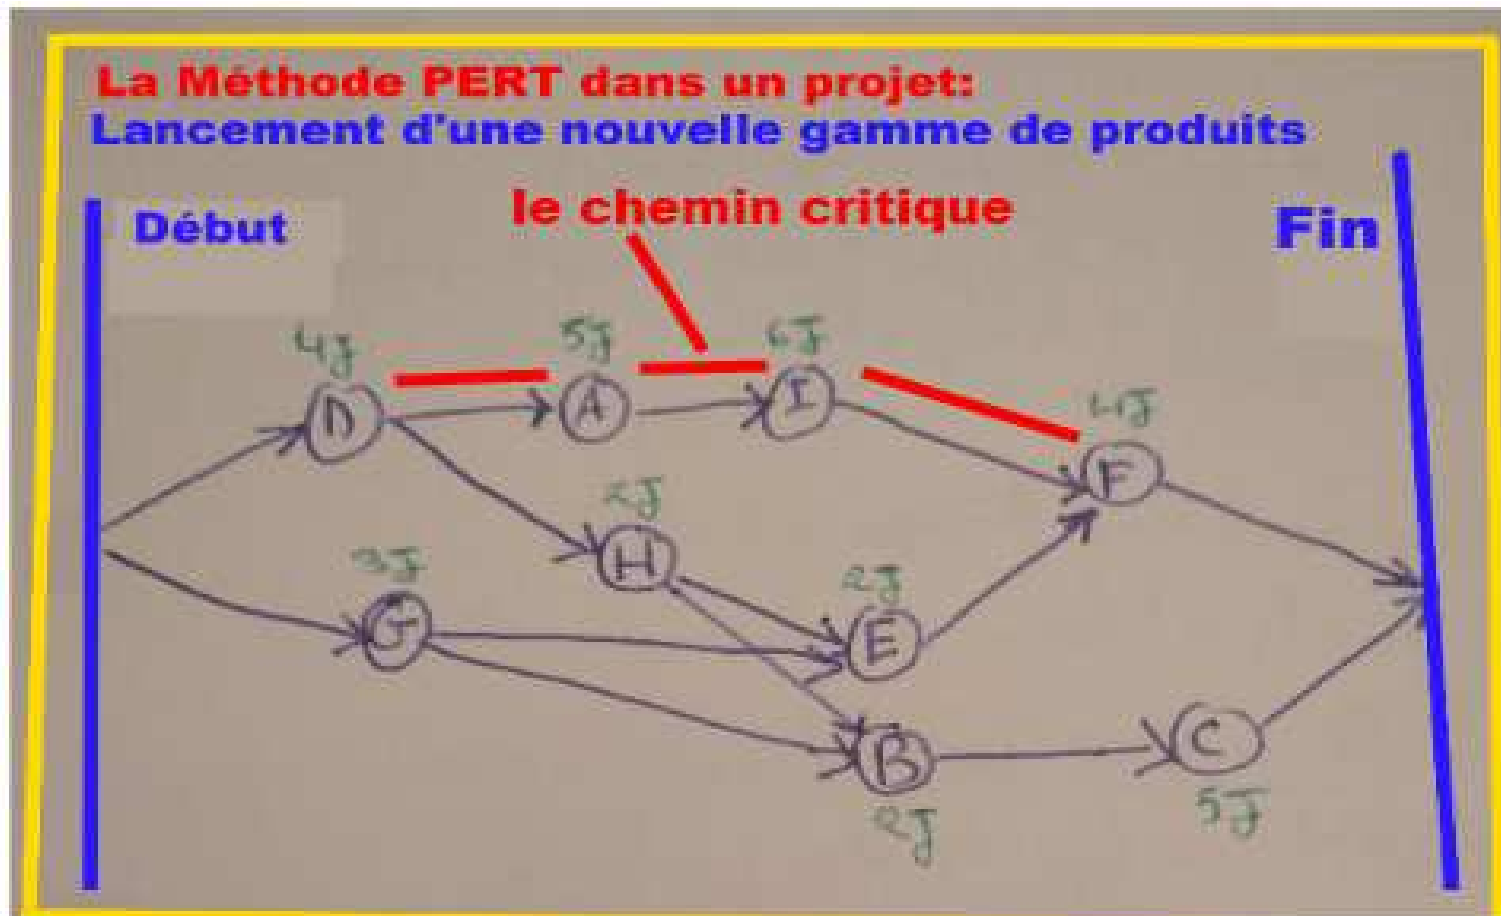 La Méthode PERT dans un projet:
Lancement d'une nouvelle gamme de produits
le chemin critique
Début
Fin
4J
5J
6J
D
A
I
4J
F
2J
H
3J
J
2J
E
B
2J
C
5J